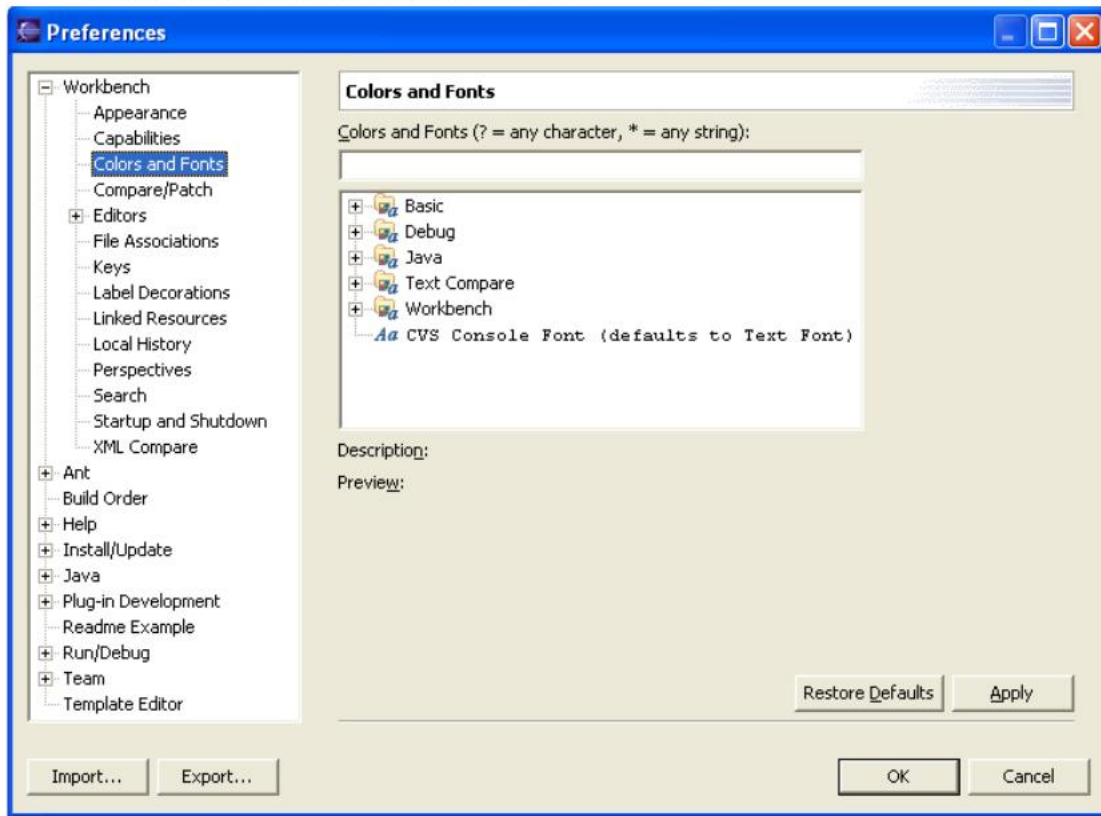 Preferences
Workbench
Appearance
Capabilities
Colors and Fonts
Compare/Patch
Editors
File Associations
Keys
Label Decorations
Linked Resources
Local History
Perspectives
Search
Startup and Shutdown
XML Compare
Ant
Build Order
Help
Install/Update
Java
Plug-in Development
Readme Example
Run/Debug
Team
Template Editor
Colors and Fonts
Colors and Fonts (? = any character, * = any string):
Basic
Debug
Java
Text Compare
Workbench
Aa CVS Console Font (defaults to Text Font)
Description:
Preview:
Restore Defaults
Apply
Import...
Export...
OK
Cancel